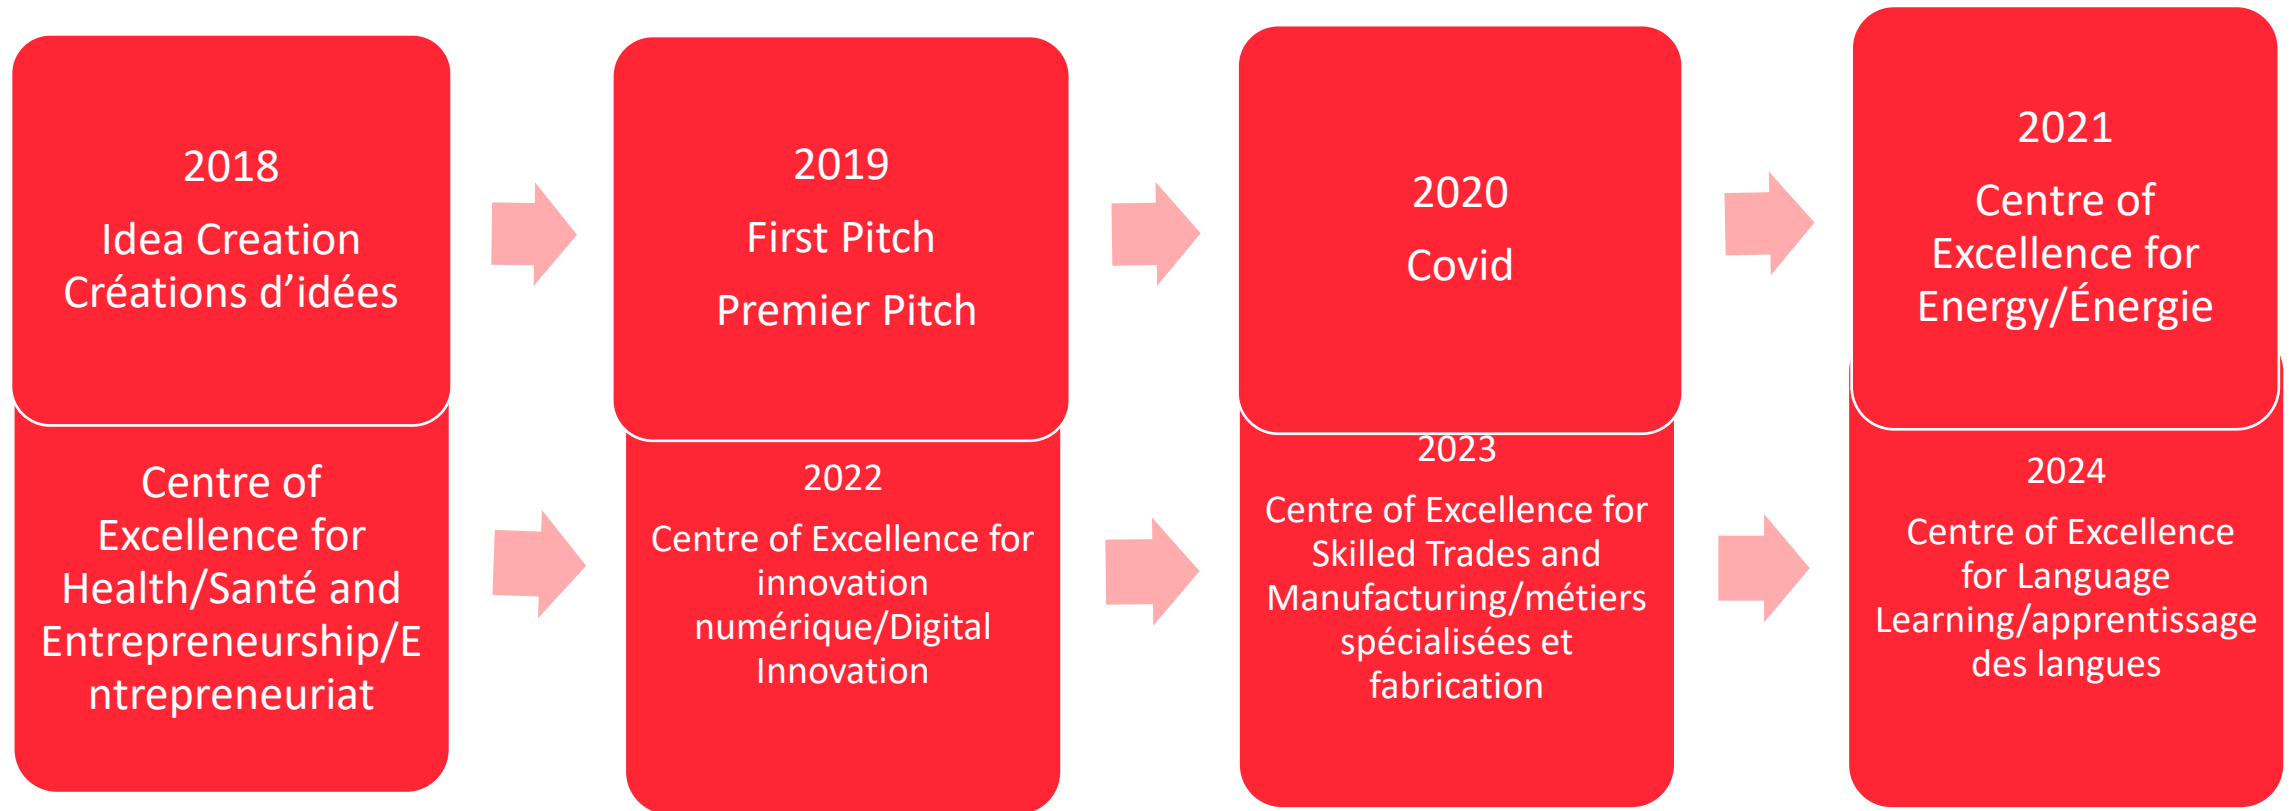 2018
Idea Creation
Créations d’idées
2019
First Pitch
Premier Pitch
2020
Covid
2021
Centre of
Excellence for
Energy/Énergie
Centre of
Excellence for
Health/Santé and
Entrepreneurship/E
ntrepreneuriat
2022
Centre of Excellence for
innovation
numérique/Digital
Innovation
2023
Centre of Excellence for
Skilled Trades and
Manufacturing/métiers
spécialisées et
fabrication
2024
Centre of Excellence
for Language
Learning/apprentissage
des langues